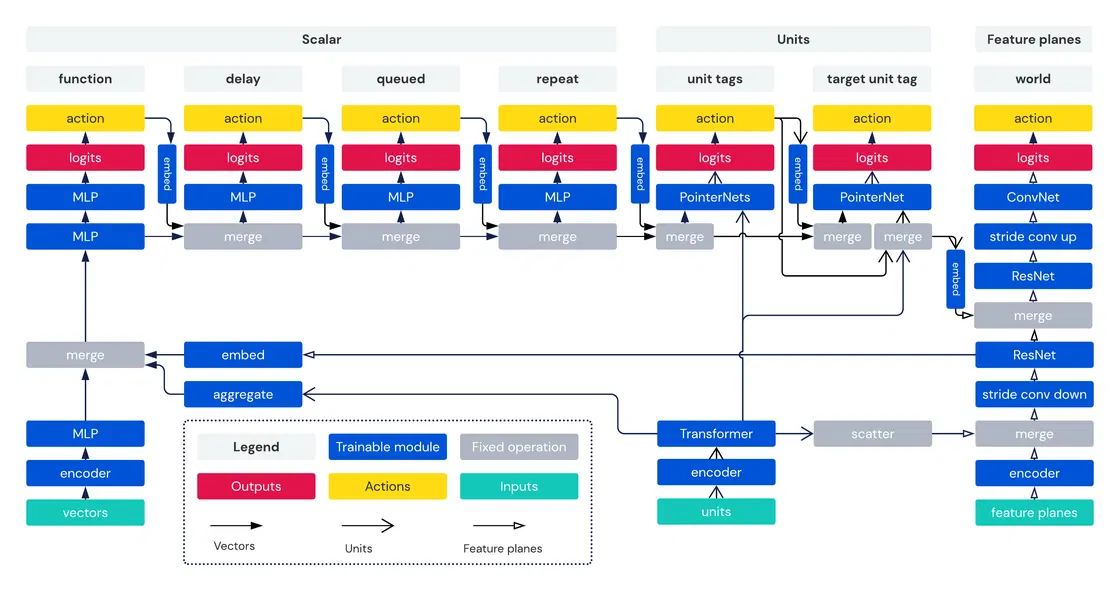 Scalar
Units
Feature planes
function
delay
queued
repeat
unit tags
target unit tag
world
action
action
action
action
action
action
action
logits
logits
logits
logits
logits
logits
logits
embed
embed
embed
embed
embed
MLP
MLP
MLP
MLP
PointerNets
PointerNet
ConvNet
MLP
merge
merge
merge
merge
merge
merge
stride conv up
embed
ResNet
merge
merge
embed
ResNet
aggregate
stride conv down
MLP
Transformer
scatter
merge
encoder
encoder
encoder
vectors
units
feature planes
Legend
Trainable module
Fixed operation
Outputs
Actions
Inputs
Vectors
Units
Feature planes